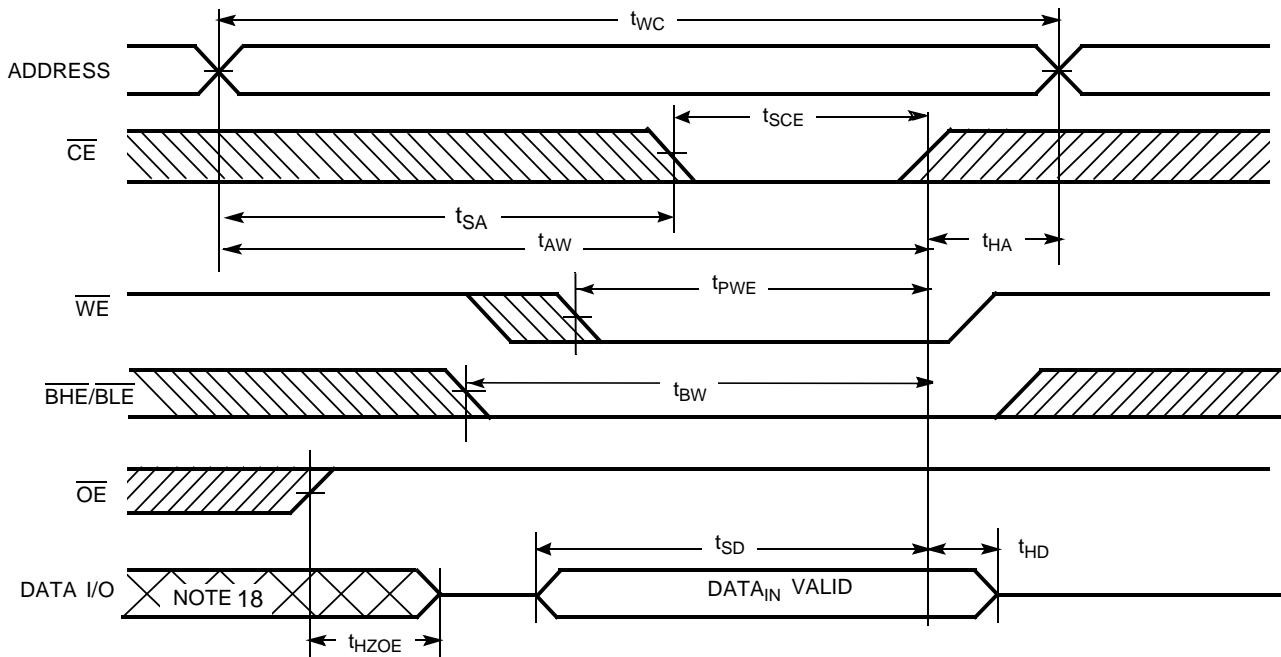 tWC
ADDRESS
tSCE
CE
tSA
tAW
tHA
tPWE
WE
tBW
BHE/BLE
OE
tSD
tHD
DATA I/O
NOTE 18
DATAIN VALID
tHZOE